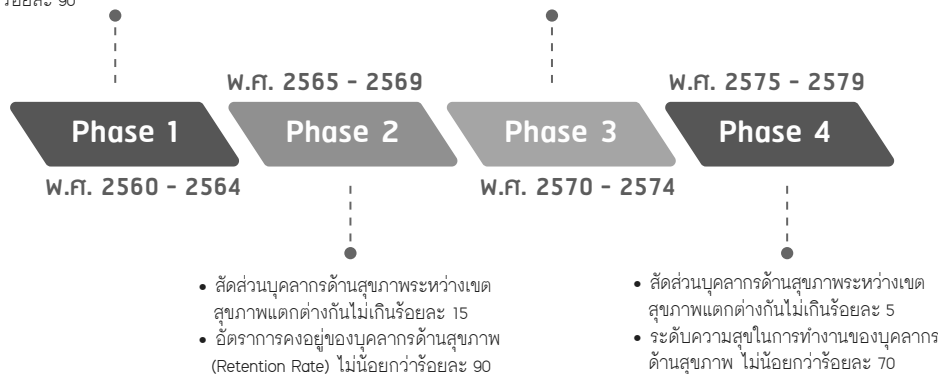 ร้อยละ 90
พ.ศ. 2565 - 2569
พ.ศ. 2575 - 2579
Phase 1
Phase 2
Phase 3
Phase 4
พ.ศ. 2560 - 2564
พ.ศ. 2570 - 2574
• สัดส่วนบุคลากรด้านสุขภาพระหว่างเขต
สุขภาพแตกต่างกันไม่เกินร้อยละ 15
• อัตราการคงอยู่ของบุคลากรด้านสุขภาพ
(Retention Rate) ไม่น้อยกว่าร้อยละ 90
• สัดส่วนบุคลากรด้านสุขภาพระหว่างเขต
สุขภาพแตกต่างกันไม่เกินร้อยละ 5
• ระดับความสุขในการทำงานของบุคลากร
ด้านสุขภาพ ไม่น้อยกว่าร้อยละ 70